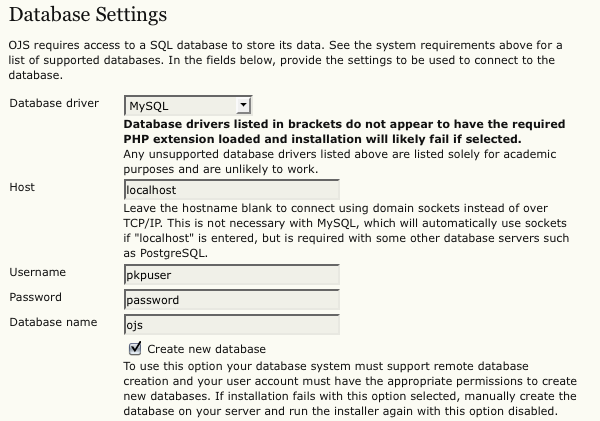 Database Settings
OJS requires access to a SQL database to store its data. See the system requirements above for a
list of supported databases. In the fields below, provide the settings to be used to connect to the
database.
Database driver
MySQL
Database drivers listed in brackets do not appear to have the required
PHP extension loaded and installation will likely fail if selected.
Any unsupported database drivers listed above are listed solely for academic
purposes and are unlikely to work.
Host
localhost
Leave the hostname blank to connect using domain sockets instead of over
TCP/IP. This is not necessary with MySQL, which will automatically use sockets
if "localhost" is entered, but is required with some other database servers such
as PostgreSQL.
Username
pkpuser
Password
password
Database name
ojs
Create new database
To use this option your database system must support remote database
creation and your user account must have the appropriate permissions to create
new databases. If installation fails with this option selected, manually create the
database on your server and run the installer again with this option disabled.